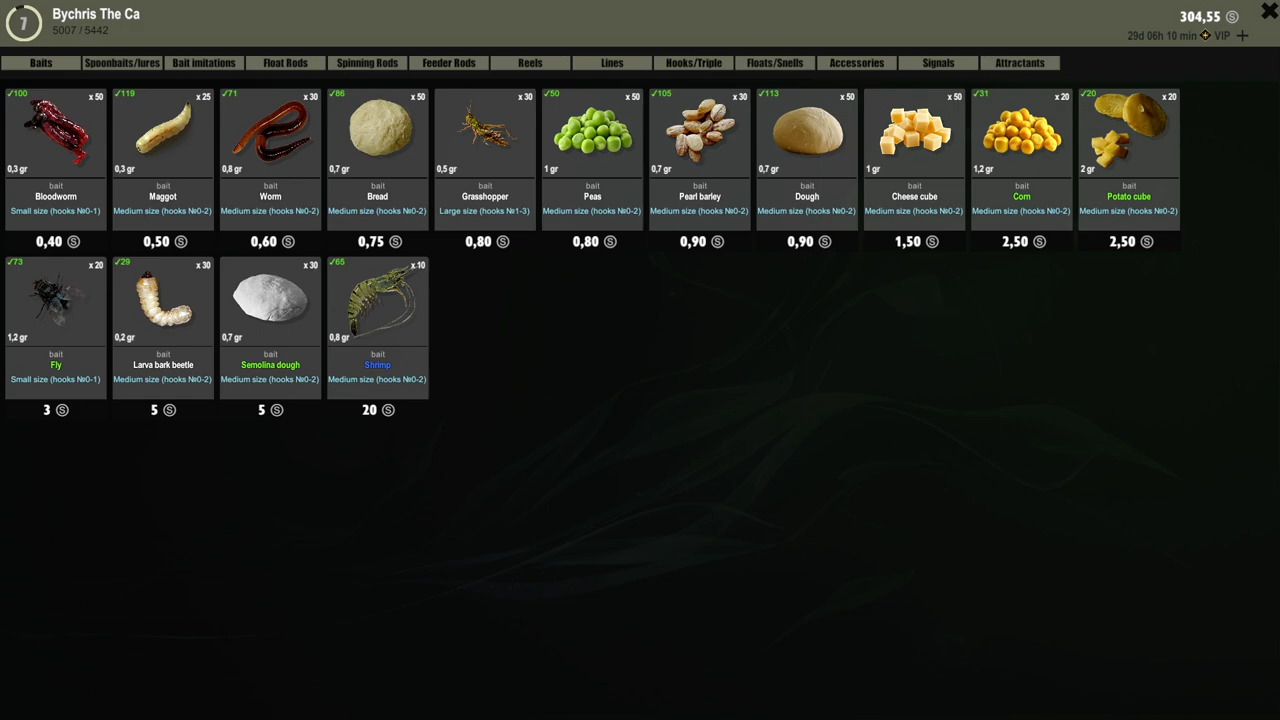 7
Bychris The Ca
5007 / 5442
304,55 Ⓢ
29d 06h 10 min VIP +
Baits Spoonbaits/lures Bait imitations Float Rods Spinning Rods Feeder Rods Reels Lines Hooks/Triple Floats/Snells Accessories Signals Attractants
✓100 x 50 ✓119 x 25 ✓71 x 30 ✓86 x 50 x 30 ✓50 x 50 ✓105 x 30 ✓113 x 50 x 50 ✓31 x 20 ✓20 x 20
0,3 gr 0,3 gr 0,8 gr 0,7 gr 0,5 gr 1 gr 0,7 gr 0,7 gr 1 gr 1,2 gr 2 gr
bait bait bait bait bait bait bait bait bait bait bait
Bloodworm Maggot Worm Bread Grasshopper Peas Pearl barley Dough Cheese cube Corn Potato cube
Small size (hooks №0-1) Medium size (hooks №0-2) Medium size (hooks №0-2) Medium size (hooks №0-2) Large size (hooks №1-3) Medium size (hooks №0-2) Medium size (hooks №0-2) Medium size (hooks №0-2) Medium size (hooks №0-2) Medium size (hooks №0-2) Medium size (hooks №0-2)
0,40 Ⓢ 0,50 Ⓢ 0,60 Ⓢ 0,75 Ⓢ 0,80 Ⓢ 0,80 Ⓢ 0,90 Ⓢ 0,90 Ⓢ 1,50 Ⓢ 2,50 Ⓢ 2,50 Ⓢ
✓73 x 20 ✓29 x 30 x 30 ✓65 x 10
1,2 gr 0,2 gr 0,7 gr 0,8 gr
bait bait bait bait
Fly Larva bark beetle Semolina dough Shrimp
Small size (hooks №0-1) Medium size (hooks №0-2) Medium size (hooks №0-2) Medium size (hooks №0-2)
3 Ⓢ 5 Ⓢ 5 Ⓢ 20 Ⓢ